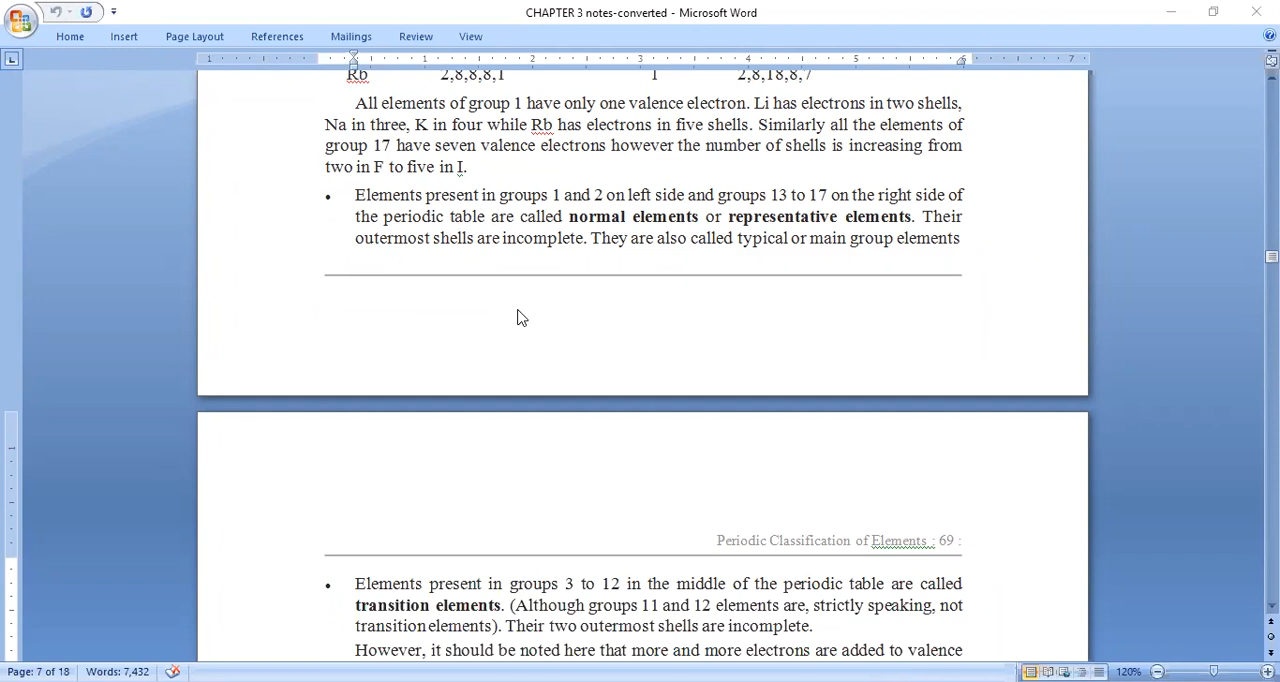 CHAPTER 3 notes-converted - Microsoft Word
Home Insert Page Layout References Mailings Review View
1 1 2 3 4 5 6 7
Rb 2,8,8,8,1 1 2,8,18,8,7
All elements of group 1 have only one valence electron. Li has electrons in two shells,
Na in three, K in four while Rb has electrons in five shells. Similarly all the elements of
group 17 have seven valence electrons however the number of shells is increasing from
two in F to five in I.
• Elements present in groups 1 and 2 on left side and groups 13 to 17 on the right side of
the periodic table are called normal elements or representative elements. Their
outermost shells are incomplete. They are also called typical or main group elements
Periodic Classification of Elements : 69 :
• Elements present in groups 3 to 12 in the middle of the periodic table are called
transition elements. (Although groups 11 and 12 elements are, strictly speaking, not
transition elements). Their two outermost shells are incomplete.
However, it should be noted here that more and more electrons are added to valence
Page: 7 of 18 Words: 7,432 120%